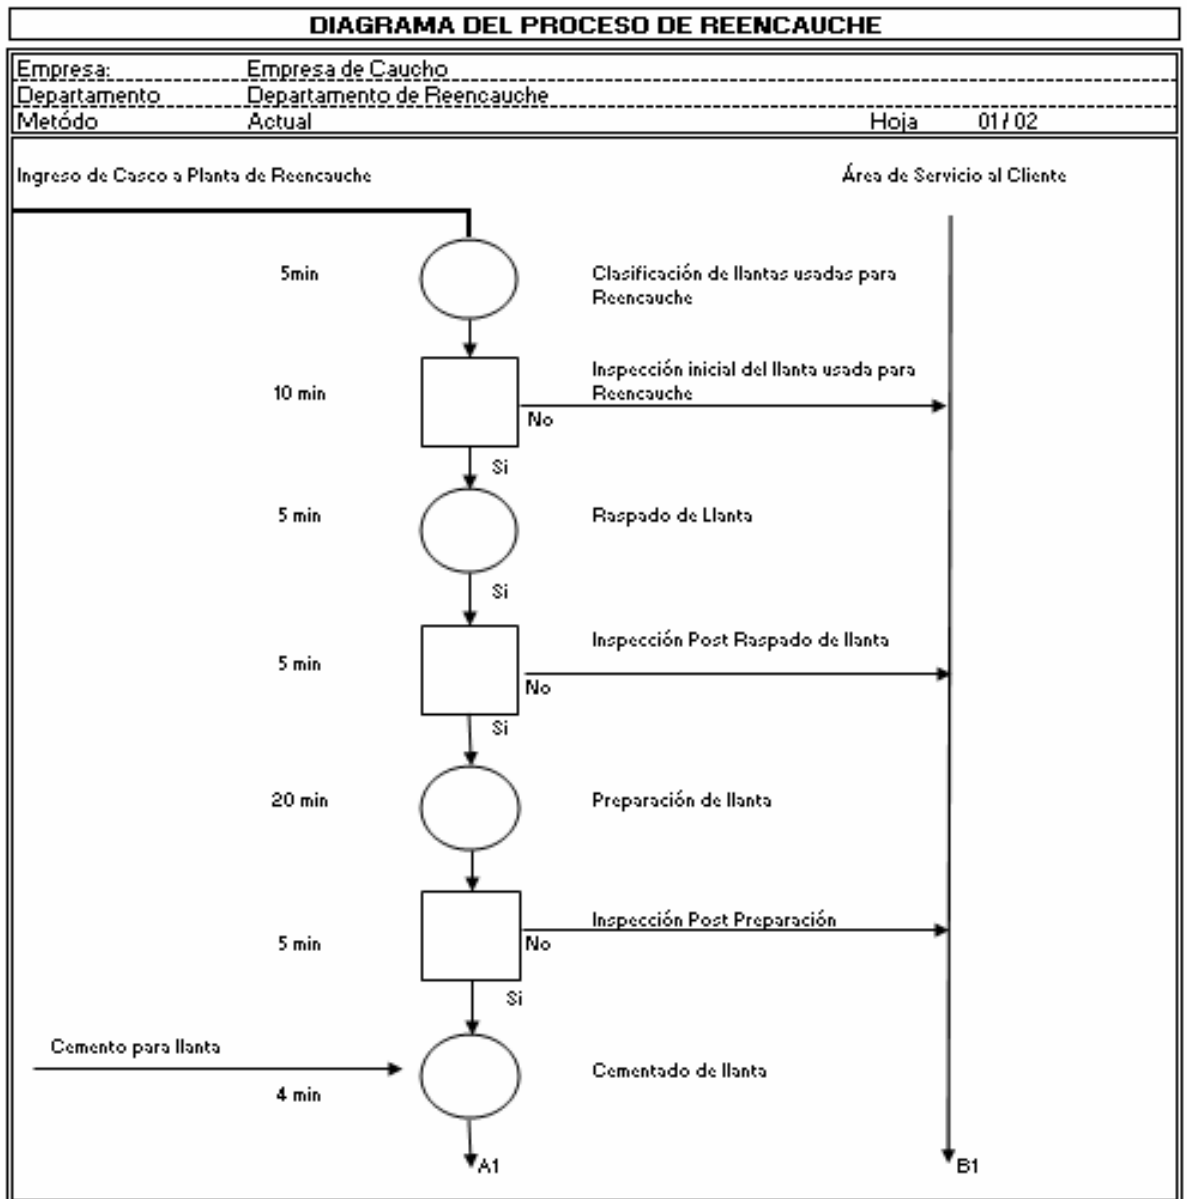 DIAGRAMA DEL PROCESO DE REENCAUCHE
Empresa: Empresa de Caucho
Departamento Departamento de Reencauche
Metódo Actual Hoja 01/02
Ingreso de Casco a Planta de Reencauche Área de Servicio al Cliente
5min Clasificación de llantas usadas para
Reencauche
Inspección inicial del llanta usada para
10 min Reencauche
No
Si
5 min Raspado de Llanta
Si
Inspección Post Raspado de llanta
5 min
No
Si
20 min Preparación de llanta
Inspección Post Preparación
5 min No
Si
Cemento para llanta
Cementado de llanta
4 min
A1 B1